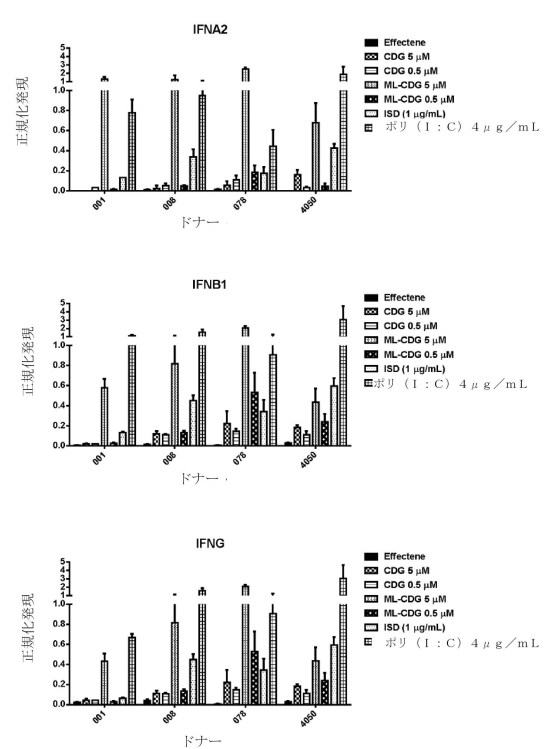 IFNA2
正規化発現
5
4
3
2
1
1.0
0.8
0.6
0.4
0.2
0.0
001
008
078
4050
ドナー
Effectene
CDG 5 μM
CDG 0.5 μM
ML-CDG 5 μM
ML-CDG 0.5 μM
ISD (1 μg/mL)
ポリ（Ｉ：Ｃ）４μｇ／ｍＬ
IFNB1
正規化発現
5
4
3
2
1
1.0
0.8
0.6
0.4
0.2
0.0
001
008
078
4050
ドナー
Effectene
CDG 5 μM
CDG 0.5 μM
ML-CDG 5 μM
ML-CDG 0.5 μM
ISD (1 μg/mL)
ポリ（Ｉ：Ｃ）４μｇ／ｍＬ
IFNG
正規化発現
5
4
3
2
1
1.0
0.8
0.6
0.4
0.2
0.0
001
008
078
4050
ドナー
Effectene
CDG 5 μM
CDG 0.5 μM
ML-CDG 5 μM
ML-CDG 0.5 μM
ISD (1 μg/mL)
ポリ（Ｉ：Ｃ）４μｇ／ｍＬ